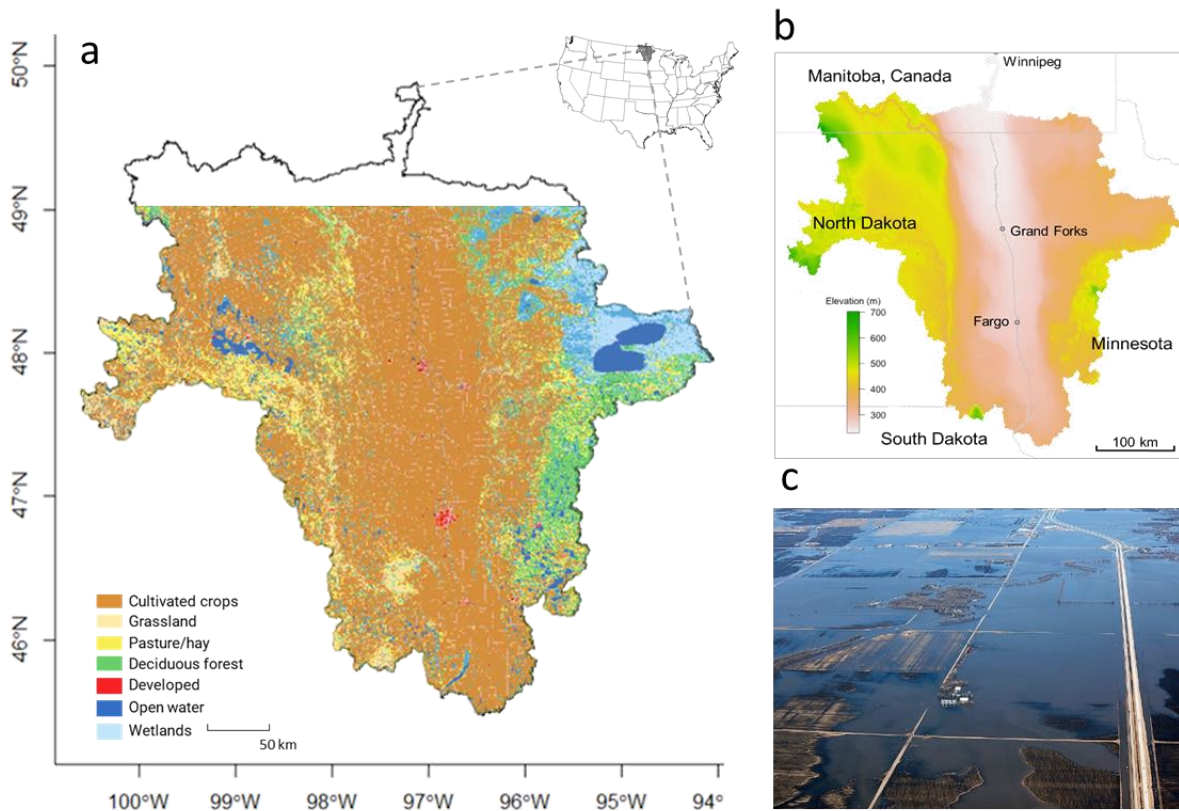 a
50°N
49°N
48°N
47°N
46°N
Cultivated crops
Grassland
Pasture/hay
Deciduous forest
Developed
Open water
Wetlands
50 km
100°W
99°W
98°W
97°W
96°W
95°W
94°
b
Winnipeg
Manitoba, Canada
North Dakota
Grand Forks
Elevation (m)
700
600
500
400
300
Fargo
Minnesota
South Dakota
100 km
c